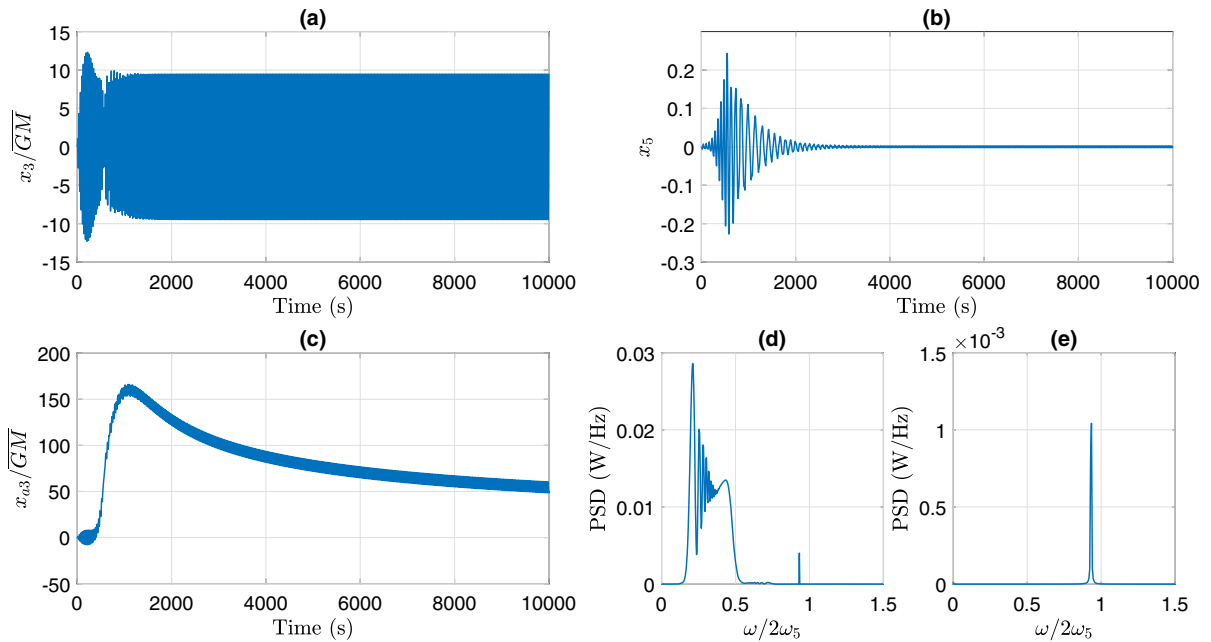 (a)
15
10
5
0
-5
-10
-15
0 2000 4000 6000 8000 10000
Time (s)
x₃/G̅M̅
(b)
0.2
0.1
0
-0.1
-0.2
-0.3
0 2000 4000 6000 8000 10000
Time (s)
x₅
(c)
200
150
100
50
0
-50
0 2000 4000 6000 8000 10000
Time (s)
xₐ₃/G̅M̅
(d)
0.03
0.02
0.01
0
0 0.5 1 1.5
ω/2ω₅
PSD (W/Hz)
(e)
×10⁻³
1.5
1
0.5
0
0 0.5 1 1.5
ω/2ω₅
PSD (W/Hz)